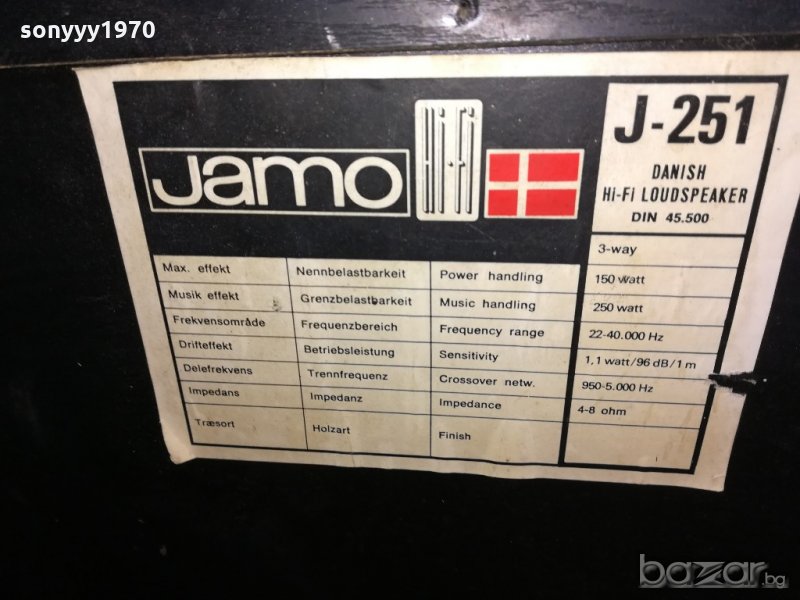 sonyyy1970
Jamo Hi-Fi
J-251
DANISH
Hi-Fi LOUDSPEAKER
DIN 45.500
3-way
Max. effekt Nennbelastbarkeit Power handling 150 watt
Musik effekt Grenzbelastbarkeit Music handling 250 watt
Frekvensområde Frequenzbereich Frequency range 22-40.000 Hz
Drifteffekt Betriebsleistung Sensitivity 1,1 watt/96 dB/1 m
Delefrekvens Trennfrequenz Crossover netw. 950-5.000 Hz
Impedans Impedanz Impedance 4-8 ohm
Træsort Holzart Finish
bazar.bg